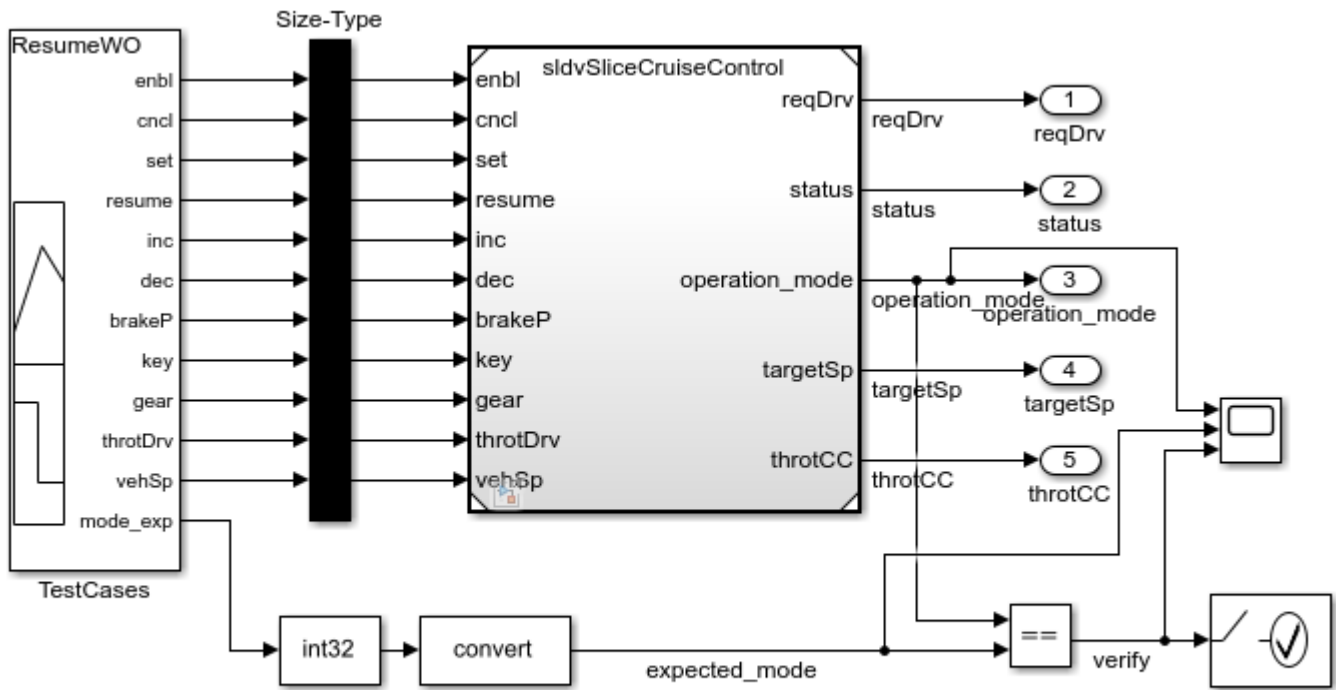 Size-Type
ResumeWO
enbl
cncl
set
resume
inc
dec
brakeP
key
gear
throtDrv
vehSp
mode_exp
TestCases
sldvSliceCruiseControl
enbl
cncl
set
resume
inc
dec
brakeP
key
gear
throtDrv
vehSp
reqDrv
status
operation_mode
targetSp
throtCC
reqDrv
status
operation_mode
targetSp
throtCC
1
reqDrv
2
status
3
operation_mode
4
targetSp
5
throtCC
int32
convert
expected_mode
==
verify